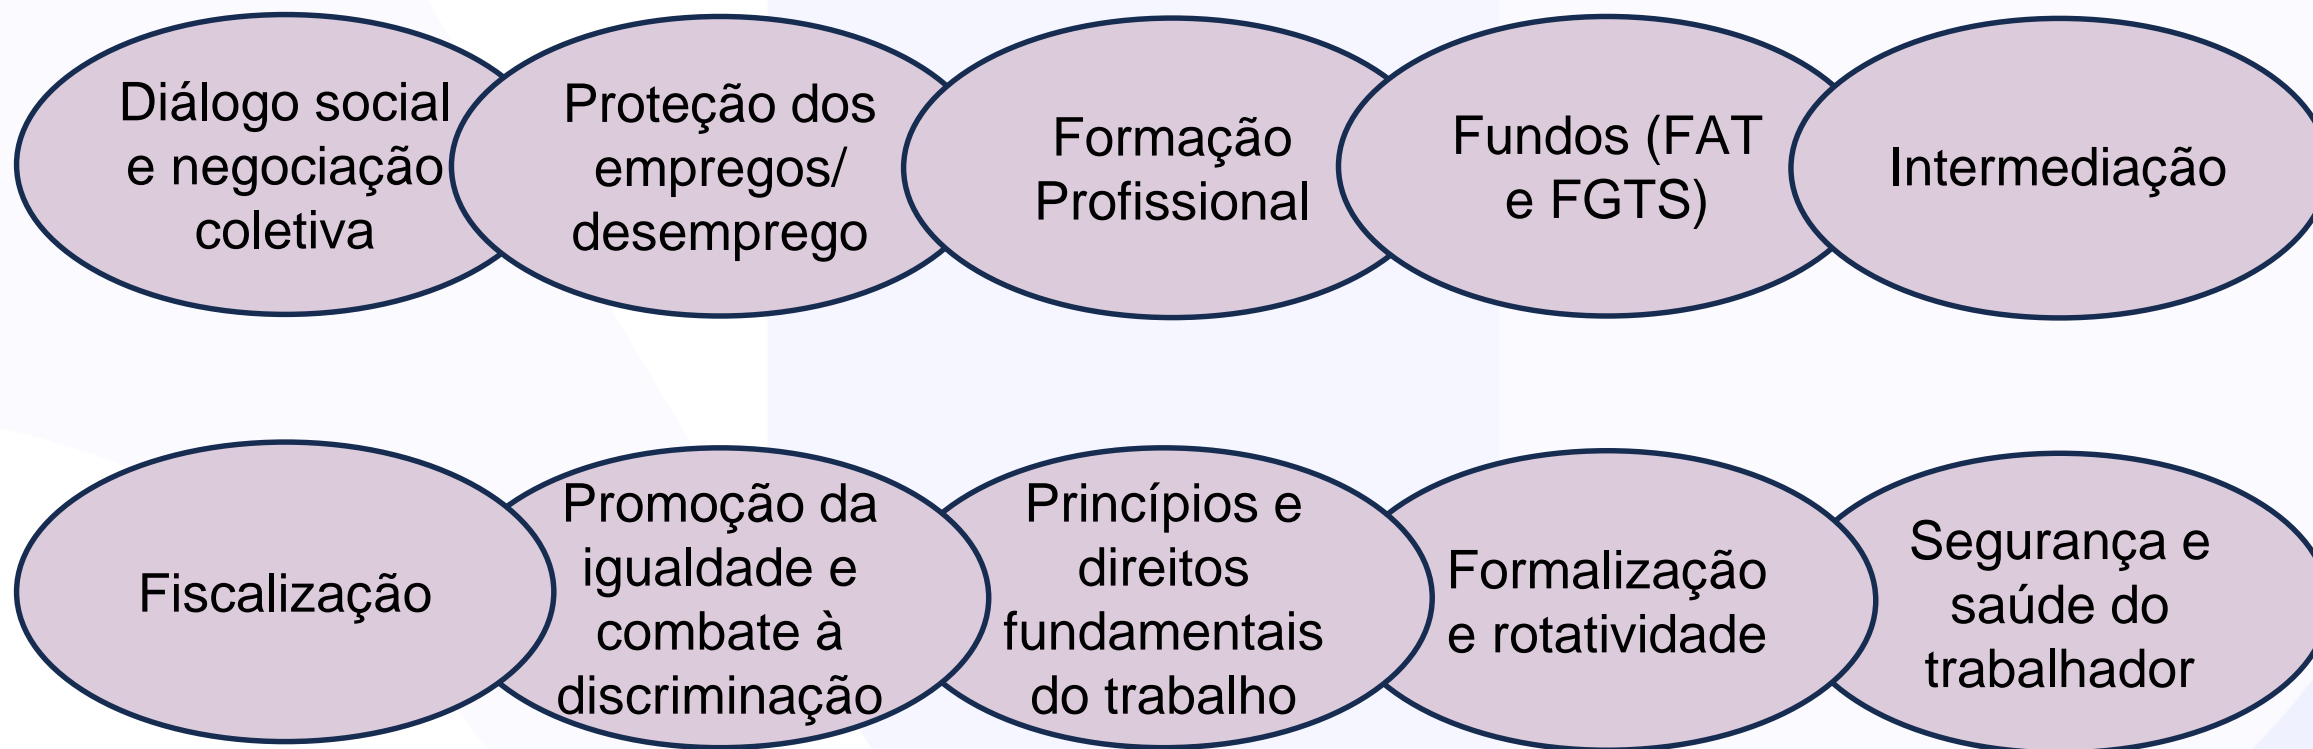 Diálogo social
e negociação
coletiva
Proteção dos
empregos/
desemprego
Formação
Profissional
Fundos (FAT
e FGTS)
Intermediação
Fiscalização
Promoção da
igualdade e
combate à
discriminação
Princípios e
direitos
fundamentais
do trabalho
Formalização
e rotatividade
Segurança e
saúde do
trabalhador